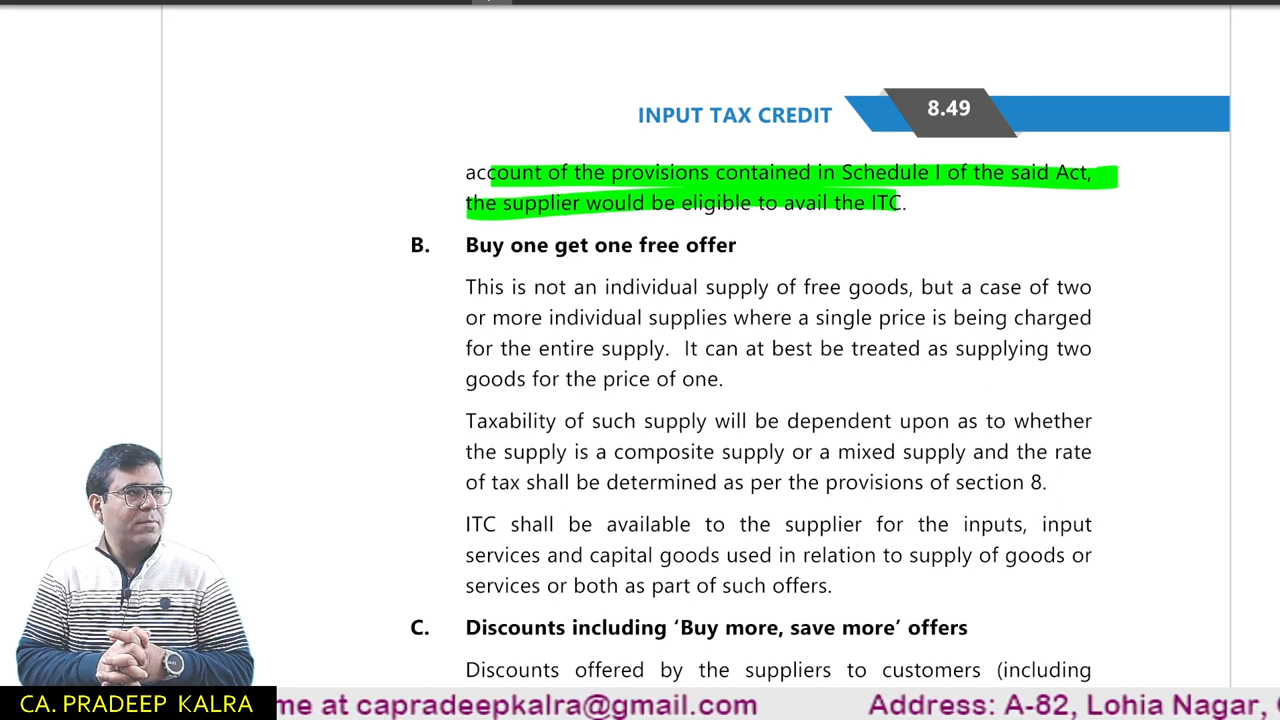 INPUT TAX CREDIT
8.49
account of the provisions contained in Schedule I of the said Act,
the supplier would be eligible to avail the ITC.
B. Buy one get one free offer
This is not an individual supply of free goods, but a case of two
or more individual supplies where a single price is being charged
for the entire supply. It can at best be treated as supplying two
goods for the price of one.
Taxability of such supply will be dependent upon as to whether
the supply is a composite supply or a mixed supply and the rate
of tax shall be determined as per the provisions of section 8.
ITC shall be available to the supplier for the inputs, input
services and capital goods used in relation to supply of goods or
services or both as part of such offers.
C. Discounts including ‘Buy more, save more’ offers
Discounts offered by the suppliers to customers (including
CA. PRADEEP KALRA
me at capradeepkalra@gmail.com Address: A-82, Lohia Nagar,